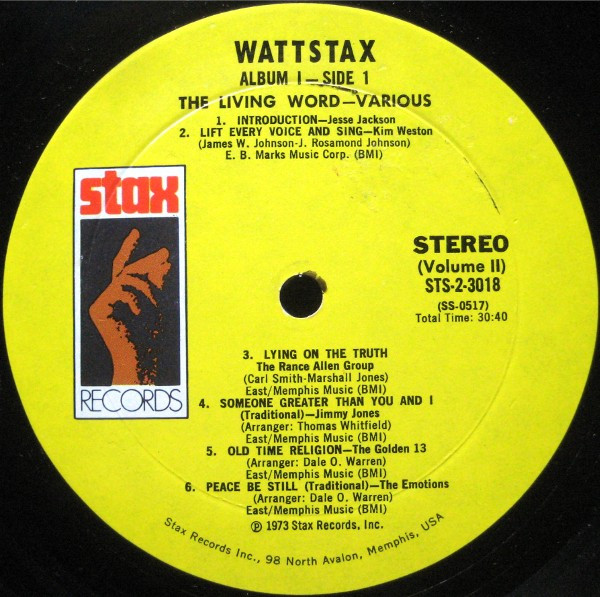 WATTSTAX
ALBUM I—SIDE 1
THE LIVING WORD—VARIOUS
1. INTRODUCTION—Jesse Jackson
2. LIFT EVERY VOICE AND SING—Kim Weston
(James W. Johnson-J. Rosamond Johnson)
E. B. Marks Music Corp. (BMI)
stax
RECORDS
STEREO
(Volume II)
STS-2-3018
(SS-0517)
Total Time: 30:40
3. LYING ON THE TRUTH
The Rance Allen Group
(Carl Smith-Marshall Jones)
East/Memphis Music (BMI)
4. SOMEONE GREATER THAN YOU AND I
(Traditional)—Jimmy Jones
(Arranger: Thomas Whitfield)
East/Memphis Music (BMI)
5. OLD TIME RELIGION—The Golden 13
(Arranger: Dale O. Warren)
East/Memphis Music (BMI)
6. PEACE BE STILL (Traditional)—The Emotions
(Arranger: Dale O. Warren)
East/Memphis Music (BMI)
℗ 1973 Stax Records, Inc.
Stax Records Inc., 98 North Avalon, Memphis, USA